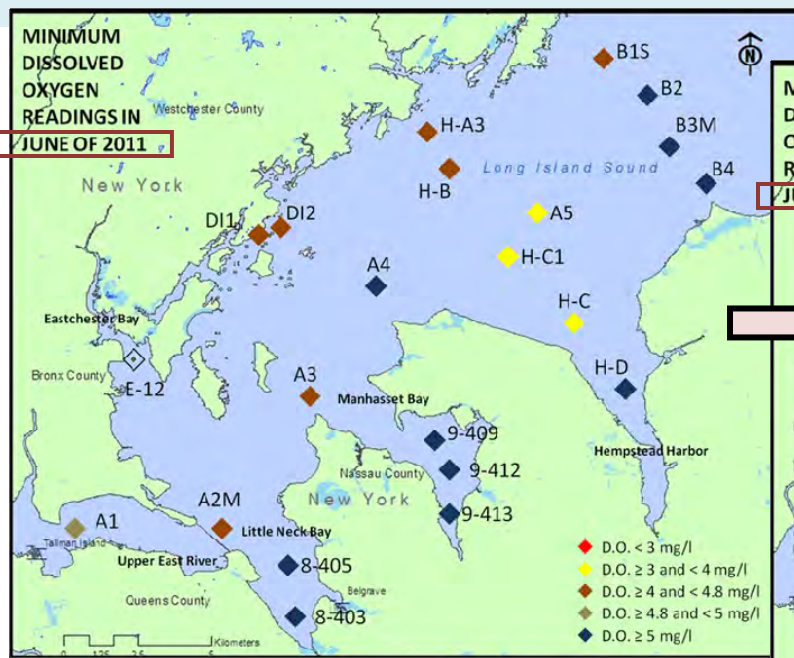 MINIMUM
DISSOLVED
OXYGEN
READINGS IN
JUNE OF 2011
N
B1S
B2
Westchester County
H-A3
B3M
Long Island Sound
H-B
B4
New York
DI1
DI2
A5
A4
H-C1
Eastchester Bay
H-C
Bronx County
E-12
A3
H-D
Manhasset Bay
9-409
Nassau County
9-412
Hempstead Harbor
New York
A1
A2M
9-413
Tallman Island
Little Neck Bay
Upper East River
8-405
Belgrave
Queens County
8-403
D.O. < 3 mg/l
D.O. ≥ 3 and < 4 mg/l
D.O. ≥ 4 and < 4.8 mg/l
D.O. ≥ 4.8 and < 5 mg/l
D.O. ≥ 5 mg/l
Kilometers
0
5